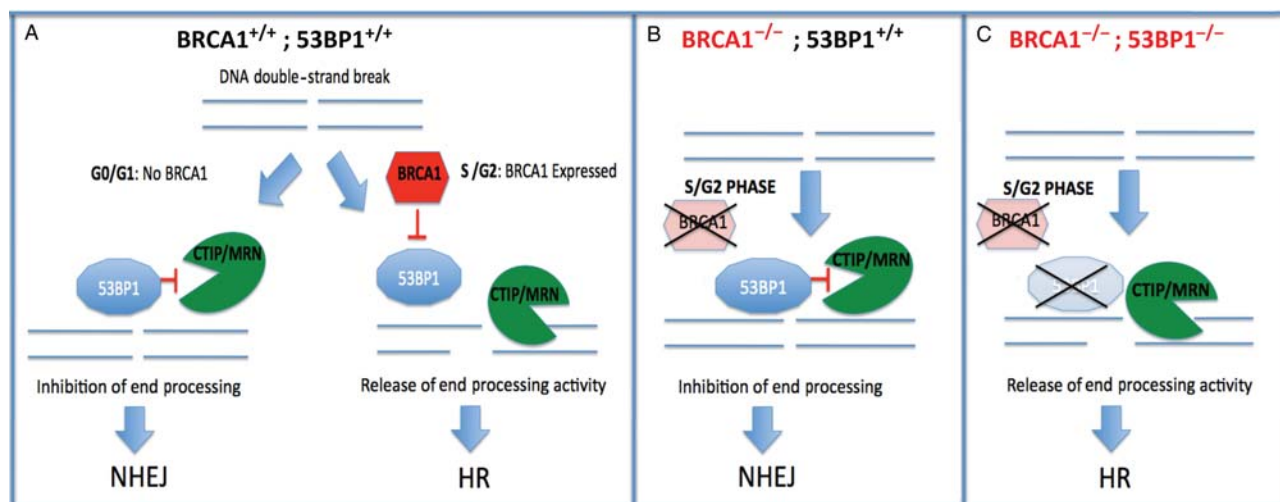 A
BRCA1+/+ ; 53BP1+/+
DNA double-strand break
G0/G1: No BRCA1
BRCA1
S /G2: BRCA1 Expressed
CTIP/MRN
53BP1
53BP1
CTIP/MRN
Inhibition of end processing
Release of end processing activity
NHEJ
HR
B
BRCA1−/− ; 53BP1+/+
S/G2 PHASE
BRCA1
CTIP/MRN
53BP1
Inhibition of end processing
NHEJ
C
BRCA1−/− ; 53BP1−/−
S/G2 PHASE
BRCA1
53BP1
CTIP/MRN
Release of end processing activity
HR